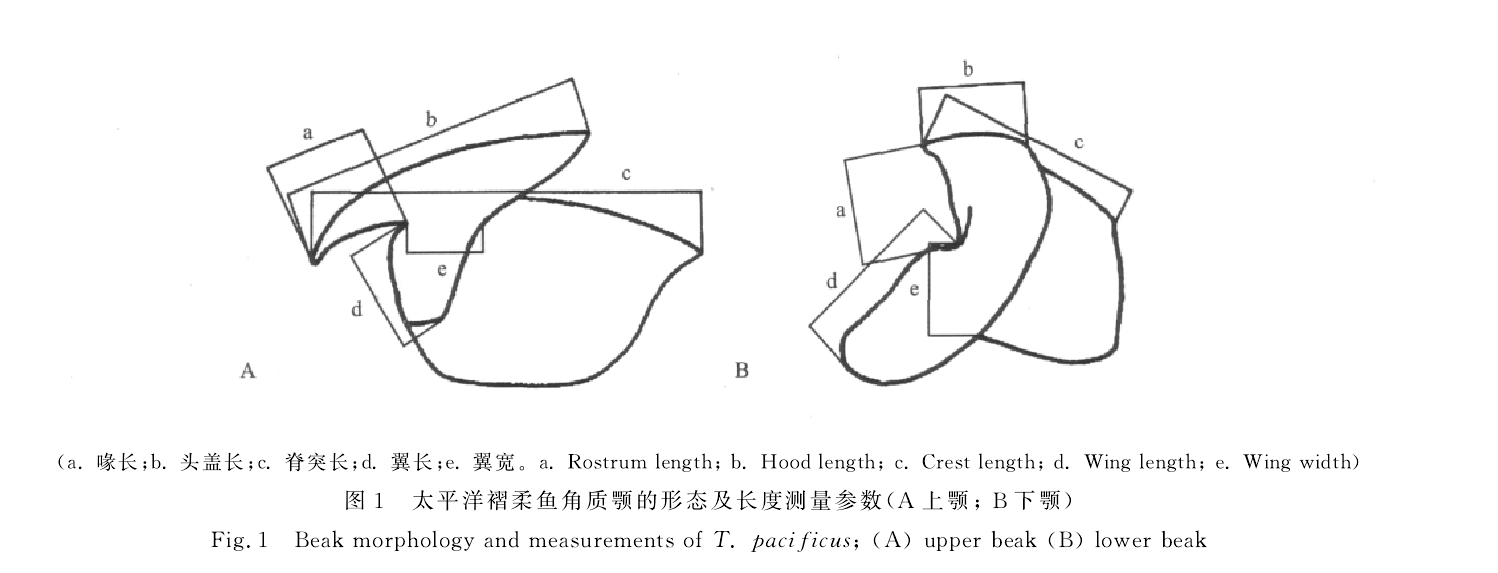 b
b
a
c
c
a
e
d
d
e
A
B
(a. 喙长;b. 头盖长;c. 脊突长;d. 翼长;e. 翼宽。a. Rostrum length; b. Hood length; c. Crest length; d. Wing length; e. Wing width)
图 1 太平洋褶柔鱼角质颚的形态及长度测量参数(A 上颚; B 下颚)
Fig. 1 Beak morphology and measurements of T. pacificus; (A) upper beak (B) lower beak